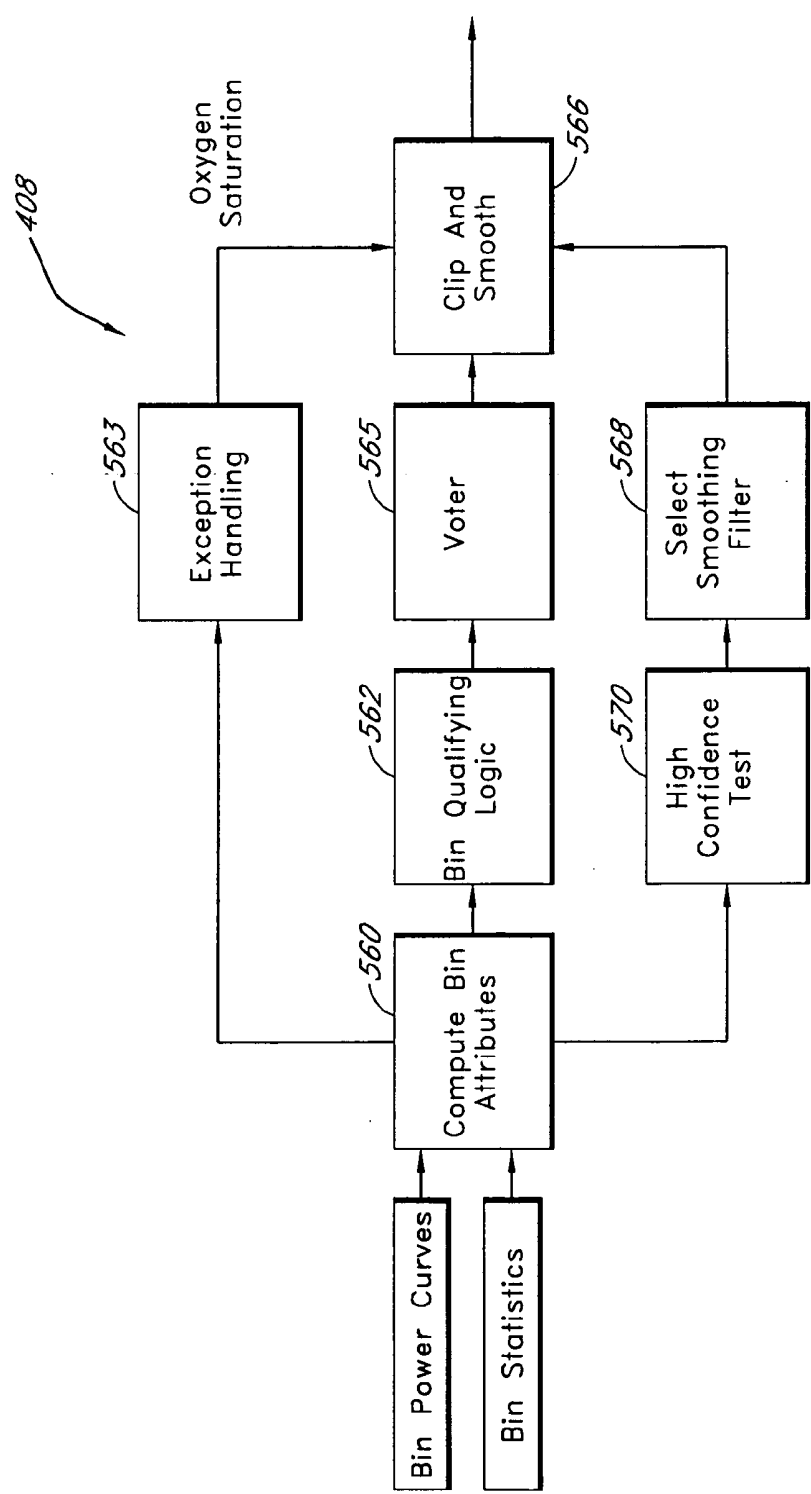 408
Oxygen
Saturation
563
Exception
Handling
Bin Power Curves
Bin Statistics
560
Compute Bin
Attributes
562
Bin Qualifying
Logic
565
Voter
566
Clip And
Smooth
570
High
Confidence
Test
568
Select
Smoothing
Filter